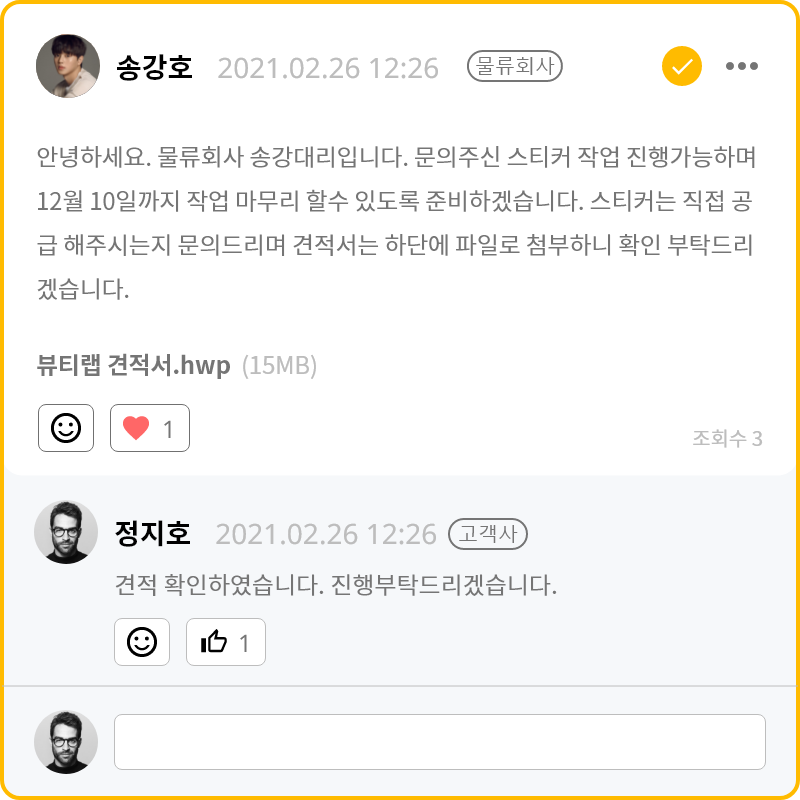 송강호 2021.02.26 12:26 물류회사
안녕하세요. 물류회사 송강대리입니다. 문의주신 스티커 작업 진행가능하며
12월 10일까지 작업 마무리 할수 있도록 준비하겠습니다. 스티커는 직접 공
급 해주시는지 문의드리며 견적서는 하단에 파일로 첨부하니 확인 부탁드리
겠습니다.
뷰티랩 견적서.hwp (15MB)
1
조회수 3
정지호 2021.02.26 12:26 고객사
견적 확인하였습니다. 진행부탁드리겠습니다.
1